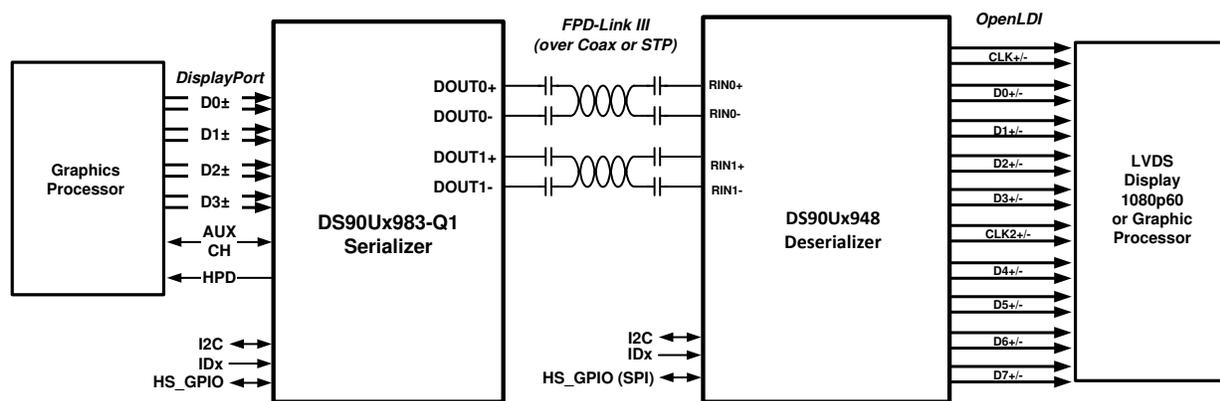 Graphics
Processor
DisplayPort
D0±
D1±
D2±
D3±
AUX
CH
HPD
I2C
IDx
HS_GPIO
DS90Ux983-Q1
Serializer
DOUT0+
DOUT0-
DOUT1+
DOUT1-
FPD-Link III
(over Coax or STP)
RIN0+
RIN0-
RIN1+
RIN1-
I2C
IDx
HS_GPIO (SPI)
DS90Ux948
Deserializer
OpenLDI
CLK+/-
D0+/-
D1+/-
D2+/-
D3+/-
CLK2+/-
D4+/-
D5+/-
D6+/-
D7+/-
LVDS
Display
1080p60
or Graphic
Processor